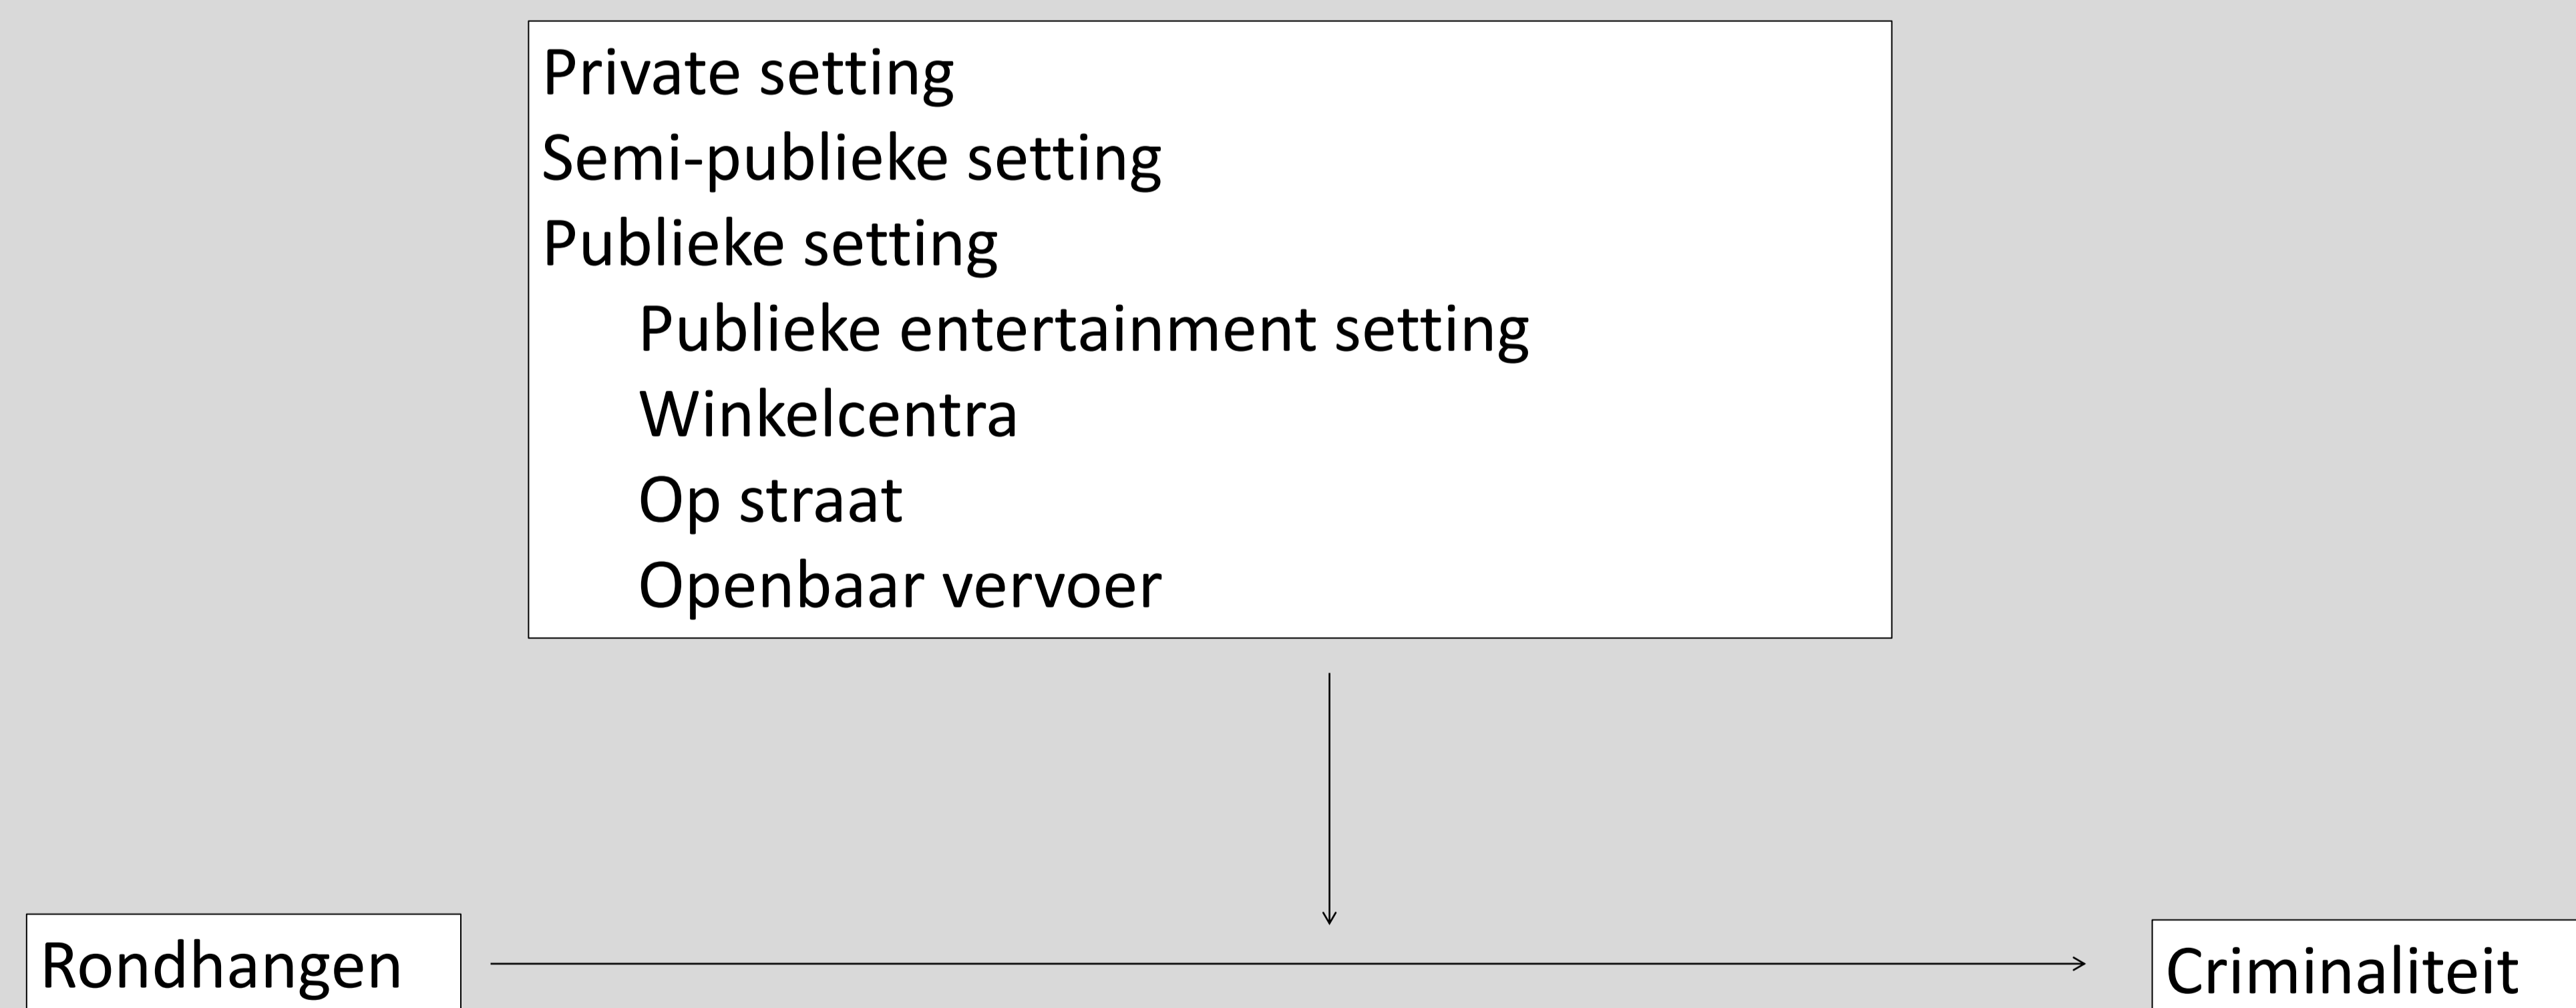 Private setting
Semi-publieke setting
Publieke setting
Publieke entertainment setting
Winkelcentra
Op straat
Openbaar vervoer
Rondhangen
Criminaliteit